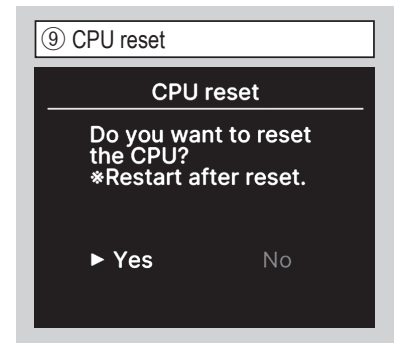 ⑨ CPU reset
CPU reset
Do you want to reset
the CPU?
※Restart after reset.
► Yes No